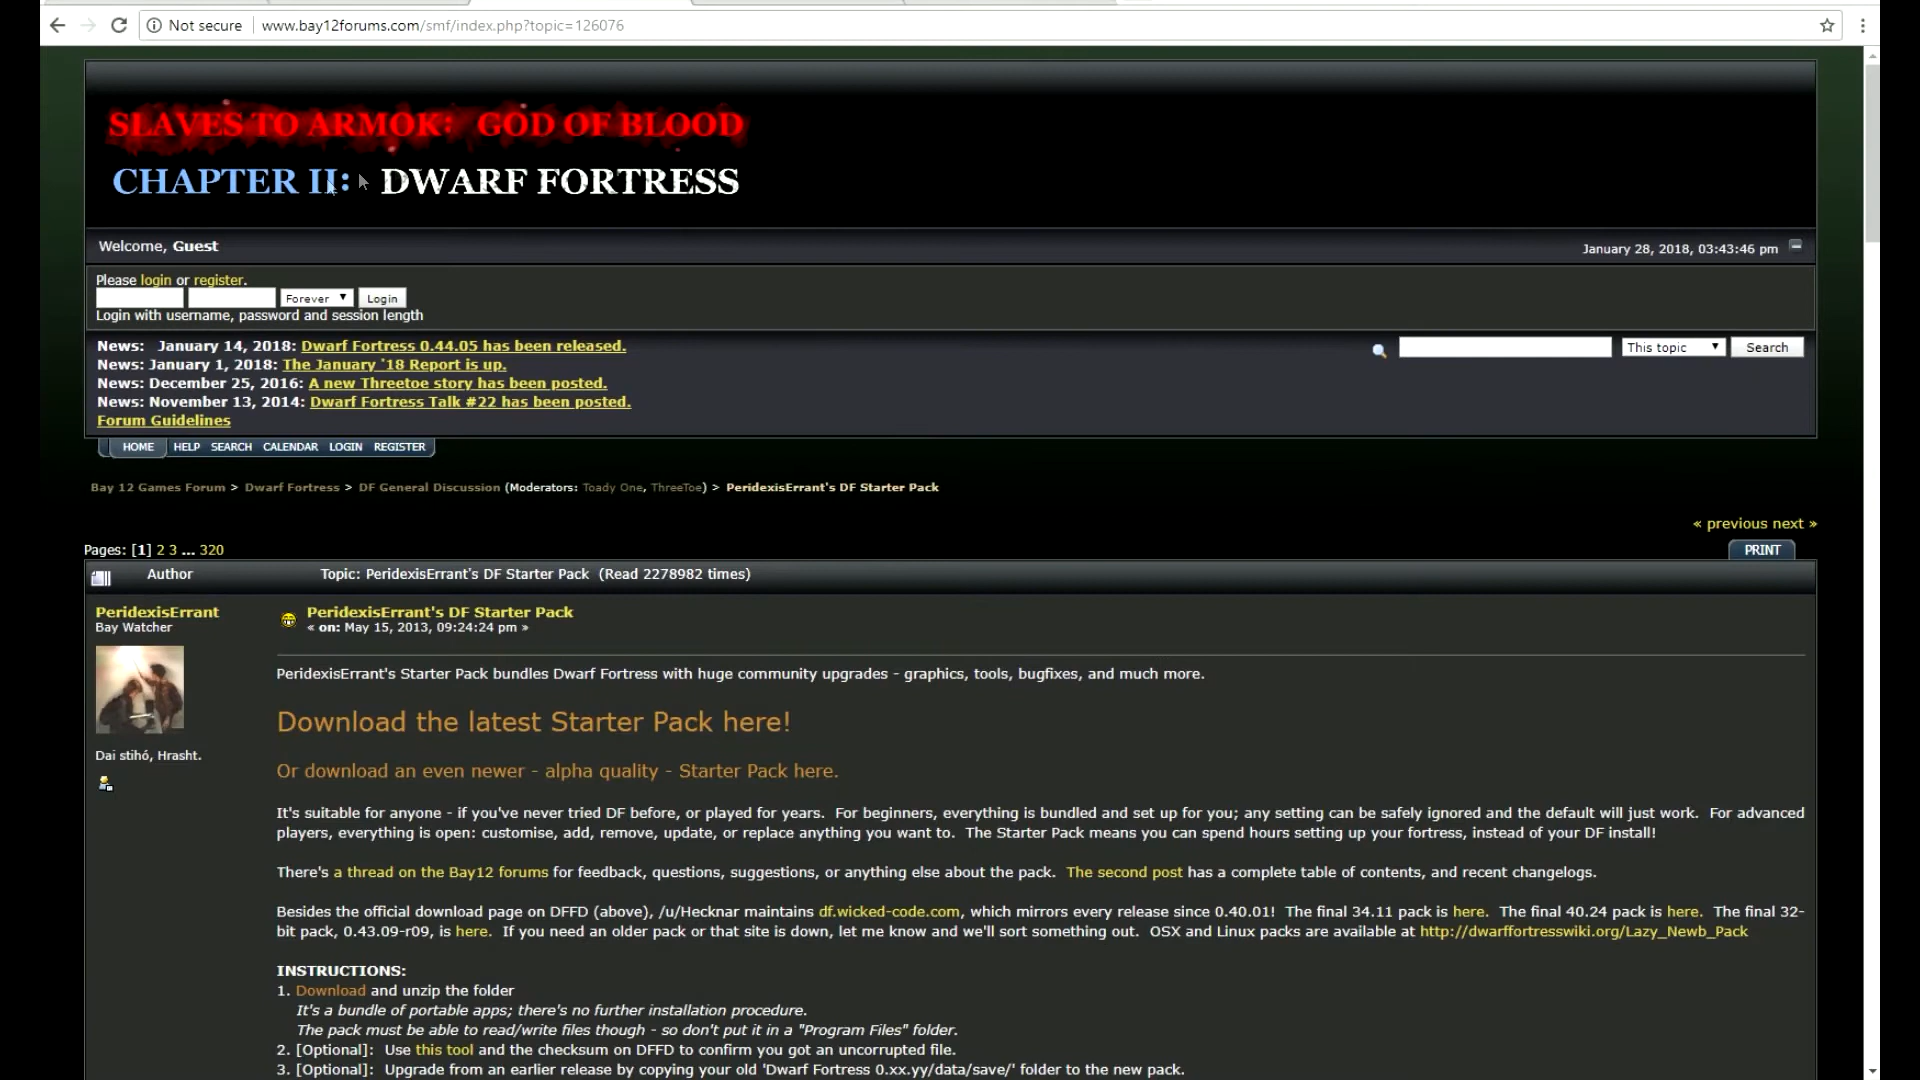 Not secure www.bay12forums.com/smf/index.php?topic=126076
SLAVES TO ARMOK: GOD OF BLOOD
CHAPTER II: DWARF FORTRESS
Welcome, Guest
January 28, 2018, 03:43:46 pm
Please login or register.
Forever Login
Login with username, password and session length
News: January 14, 2018: Dwarf Fortress 0.44.05 has been released.
This topic Search
News: January 1, 2018: The January '18 Report is up.
News: December 25, 2016: A new Threetoe story has been posted.
News: November 13, 2014: Dwarf Fortress Talk #22 has been posted.
Forum Guidelines
HOME HELP SEARCH CALENDAR LOGIN REGISTER
Bay 12 Games Forum > Dwarf Fortress > DF General Discussion (Moderators: Toady One, ThreeToe) > PeridexisErrant's DF Starter Pack
« previous next »
Pages: [1] 2 3 ... 320
PRINT
Author Topic: PeridexisErrant's DF Starter Pack (Read 2278982 times)
PeridexisErrant
Bay Watcher
Dai stihó, Hrasht.
PeridexisErrant's DF Starter Pack
« on: May 15, 2013, 09:24:24 pm »
PeridexisErrant's Starter Pack bundles Dwarf Fortress with huge community upgrades - graphics, tools, bugfixes, and much more.
Download the latest Starter Pack here!
Or download an even newer - alpha quality - Starter Pack here.
It's suitable for anyone - if you've never tried DF before, or played for years. For beginners, everything is bundled and set up for you; any setting can be safely ignored and the default will just work. For advanced
players, everything is open: customise, add, remove, update, or replace anything you want to. The Starter Pack means you can spend hours setting up your fortress, instead of your DF install!
There's a thread on the Bay12 forums for feedback, questions, suggestions, or anything else about the pack. The second post has a complete table of contents, and recent changelogs.
Besides the official download page on DFFD (above), /u/Hecknar maintains df.wicked-code.com, which mirrors every release since 0.40.01! The final 34.11 pack is here. The final 40.24 pack is here. The final 32-
bit pack, 0.43.09-r09, is here. If you need an older pack or that site is down, let me know and we'll sort something out. OSX and Linux packs are available at http://dwarffortresswiki.org/Lazy_Newb_Pack
INSTRUCTIONS:
1. Download and unzip the folder
It's a bundle of portable apps; there's no further installation procedure.
The pack must be able to read/write files though - so don't put it in a "Program Files" folder.
2. [Optional]: Use this tool and the checksum on DFFD to confirm you got an uncorrupted file.
3. [Optional]: Upgrade from an earlier release by copying your old 'Dwarf Fortress 0.xx.yy/data/save/' folder to the new pack.